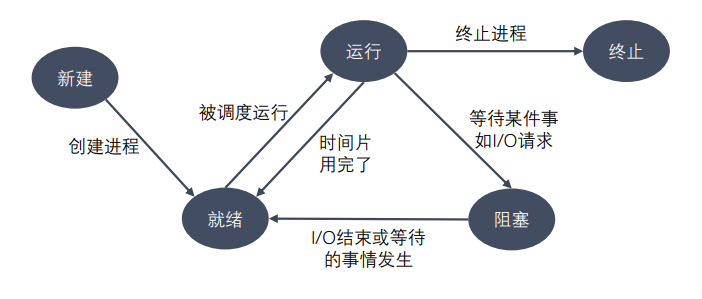 新建
运行
终止进程
终止
创建进程
被调度运行
时间片
用完了
等待某件事
如I/O请求
就绪
阻塞
I/O结束或等待
的事情发生